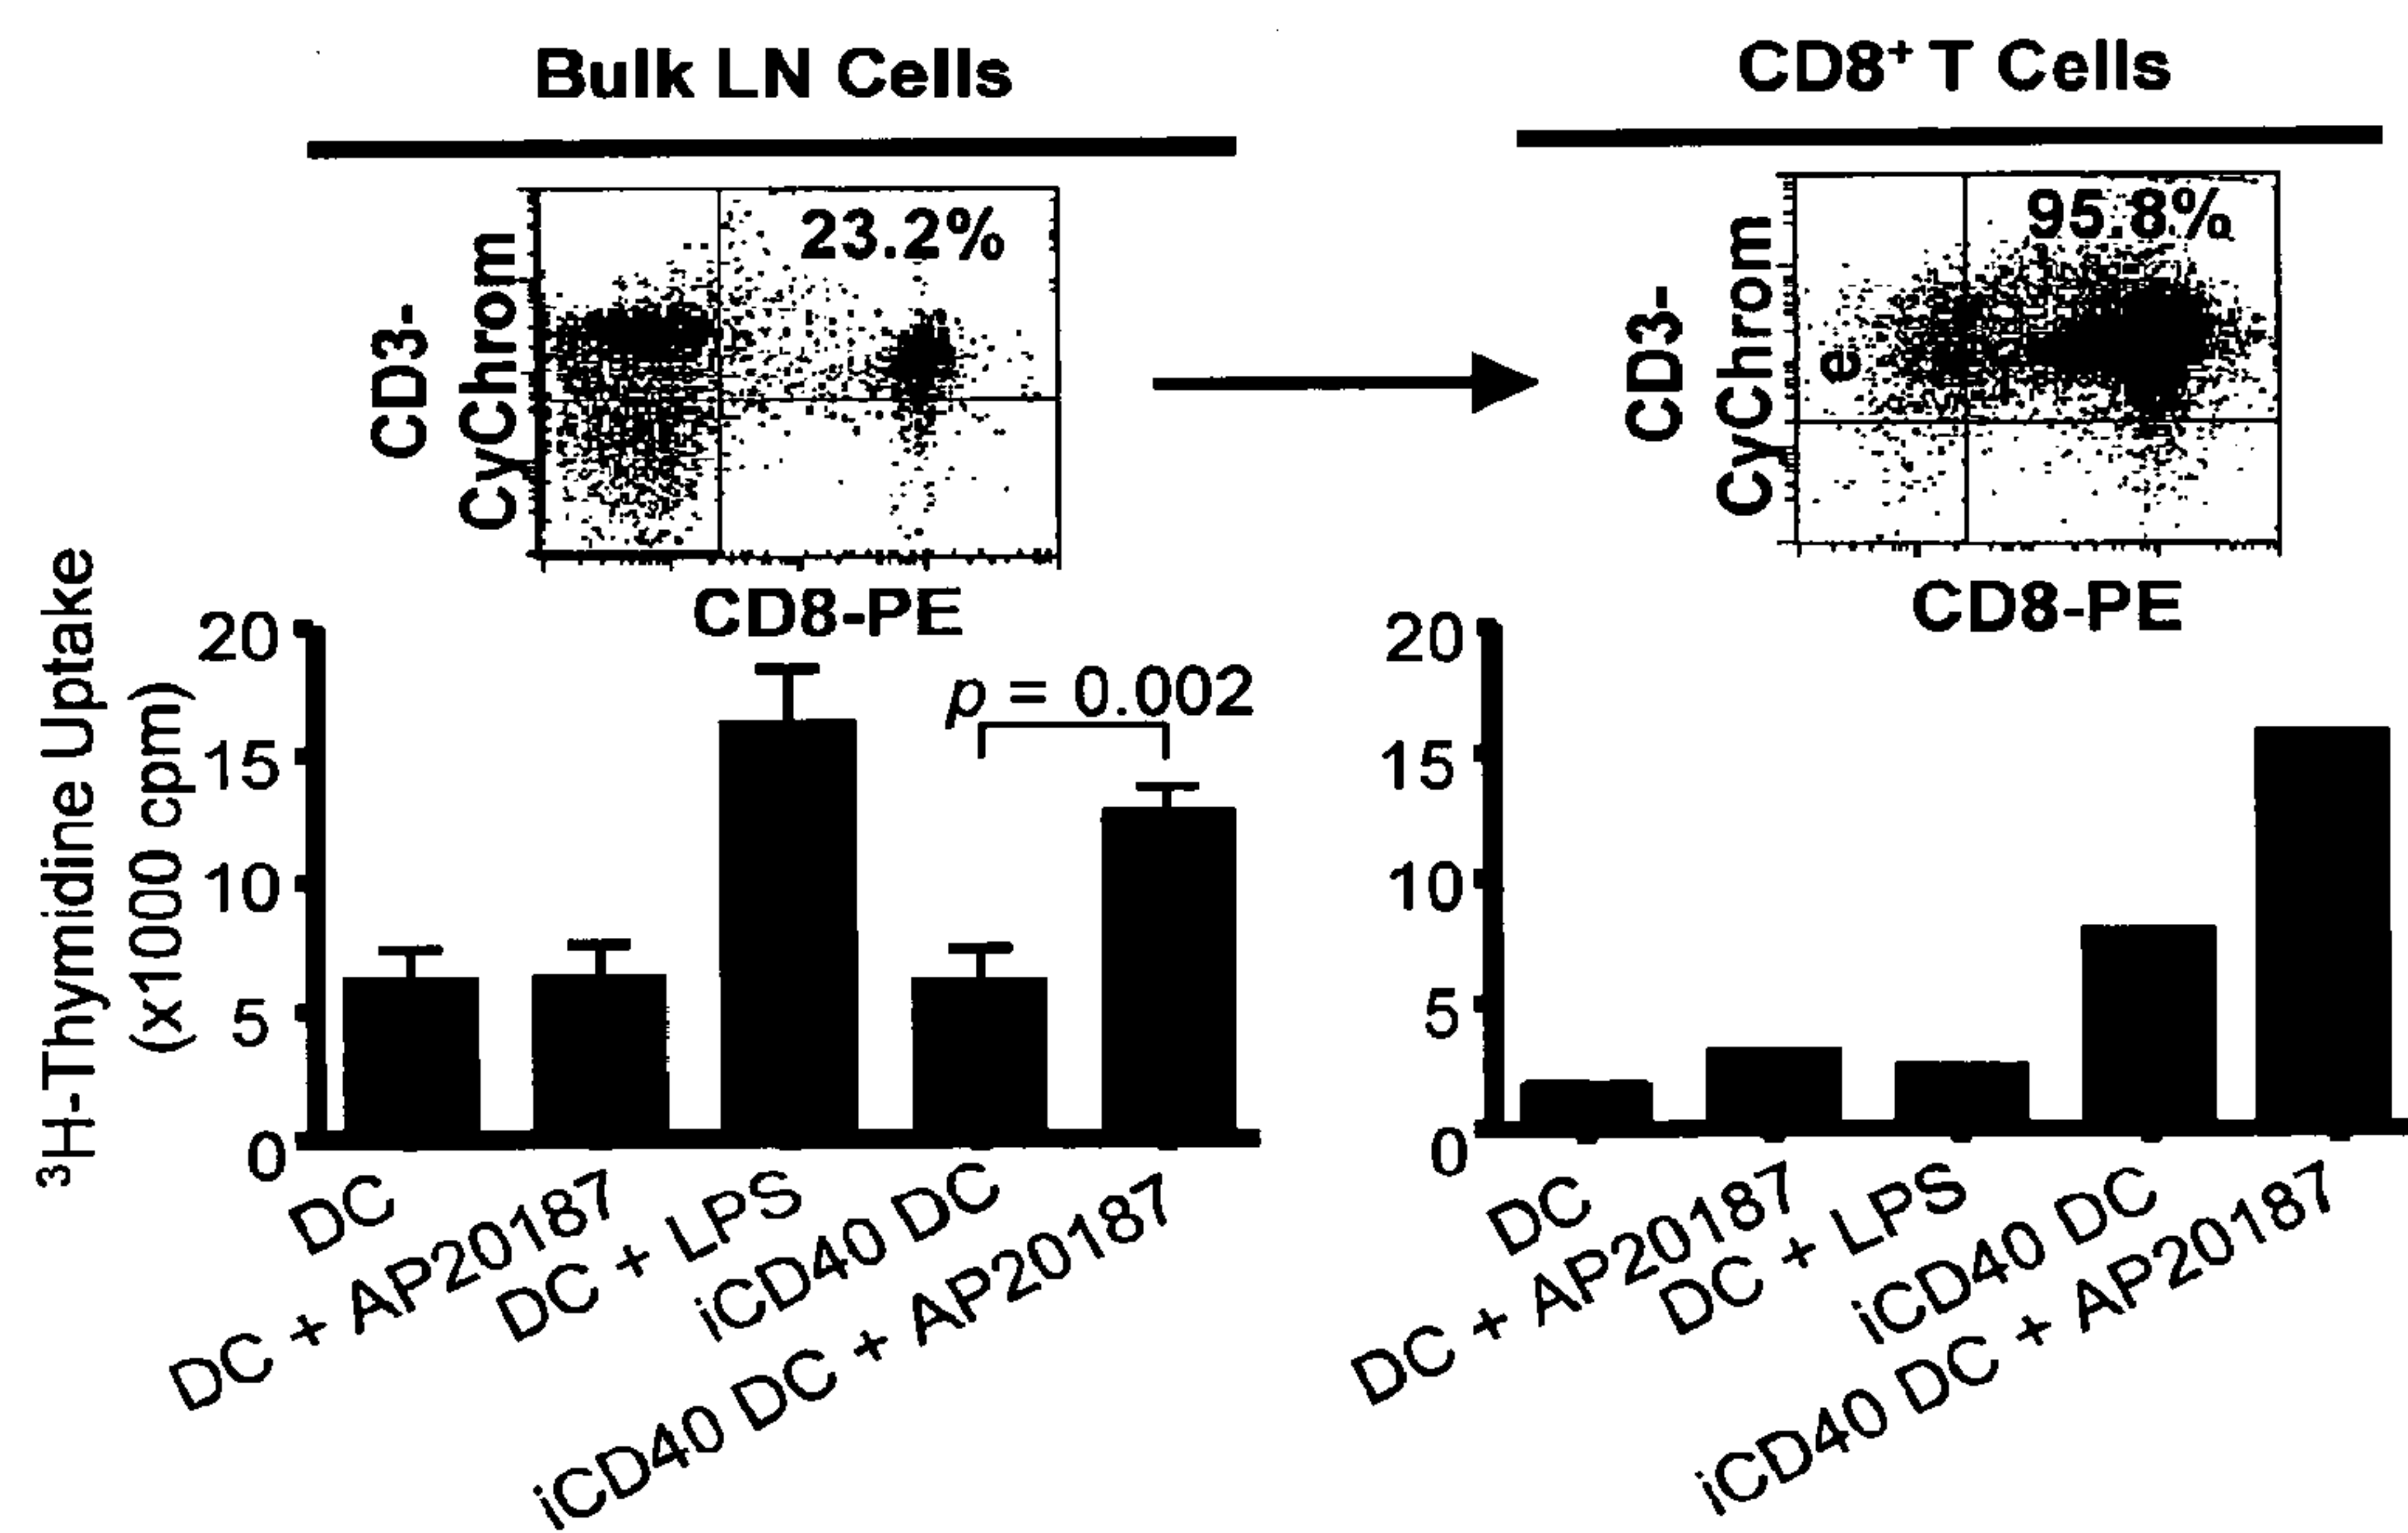 Bulk LN Cells
CD8⁺ T Cells
23.2%
CD3-
CyChrom
CD8-PE
95.8%
CD3-
CyChrom
e
CD8-PE
³H-Thymidine Uptake
(x1000 cpm)
20
15
10
5
0
p = 0.002
DC
DC + AP20187
DC + LPS
iCD40 DC
iCD40 DC + AP20187
20
15
10
5
0
DC
DC + AP20187
DC + LPS
iCD40 DC
iCD40 DC + AP20187